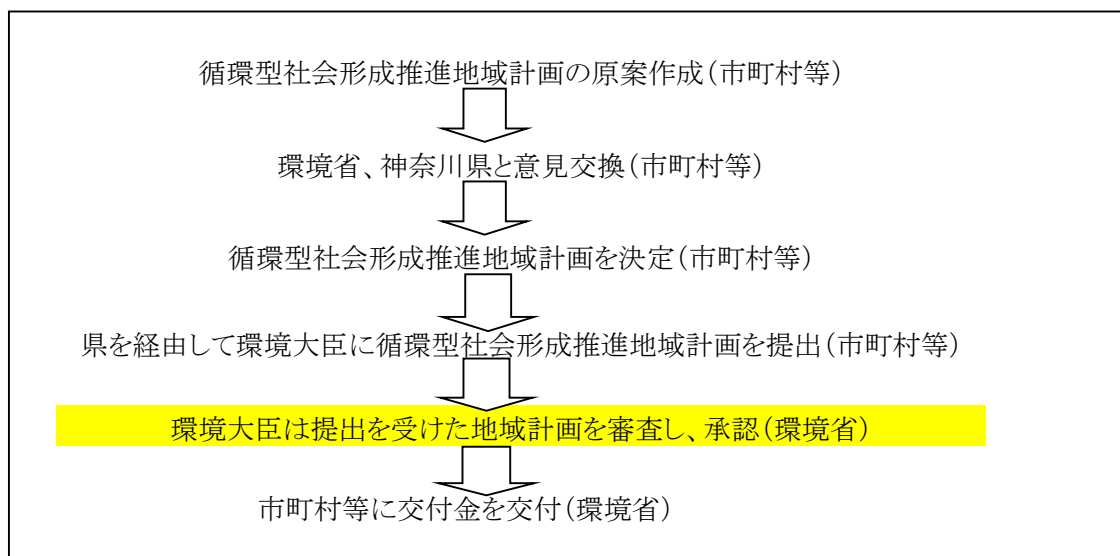 循環型社会形成推進地域計画の原案作成(市町村等)
環境省、神奈川県と意見交換(市町村等)
循環型社会形成推進地域計画を決定(市町村等)
県を経由して環境大臣に循環型社会形成推進地域計画を提出(市町村等)
環境大臣は提出を受けた地域計画を審査し、承認(環境省)
市町村等に交付金を交付(環境省)